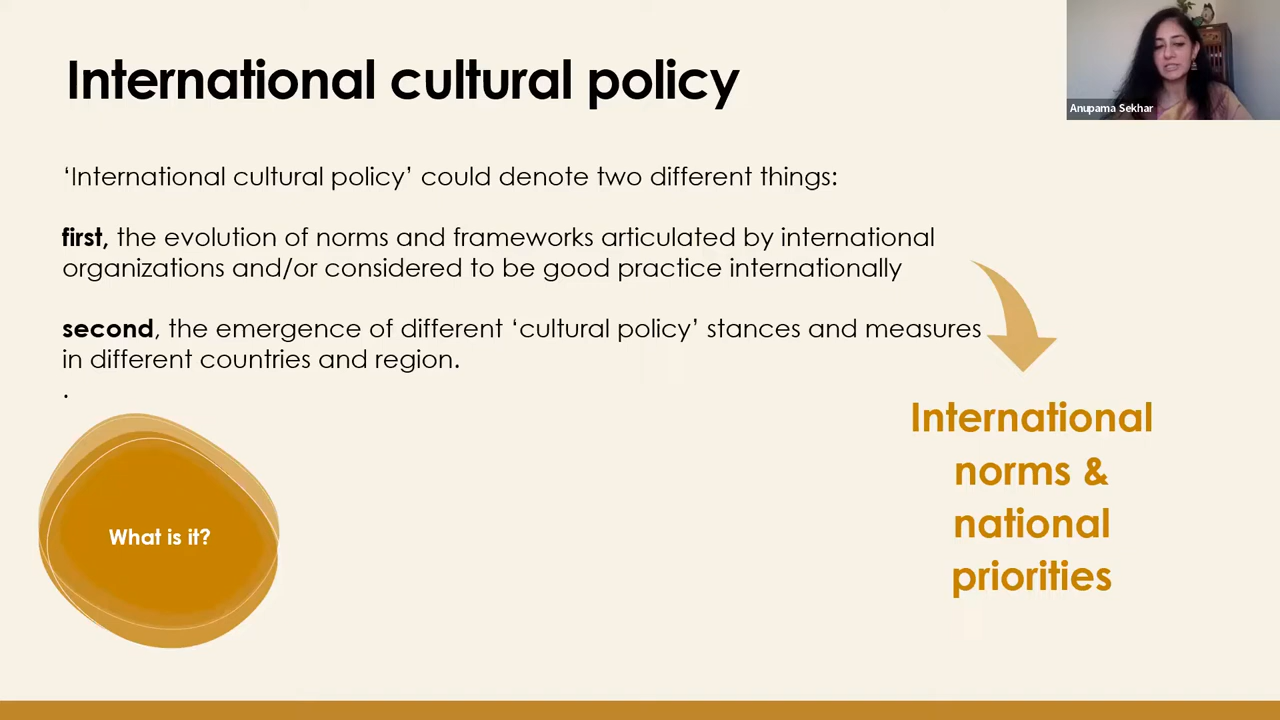 International cultural policy
Anupama Sekhar
‘International cultural policy’ could denote two different things:
first, the evolution of norms and frameworks articulated by international
organizations and/or considered to be good practice internationally
second, the emergence of different ‘cultural policy’ stances and measures
in different countries and region.
.
International
norms &
national
priorities
What is it?